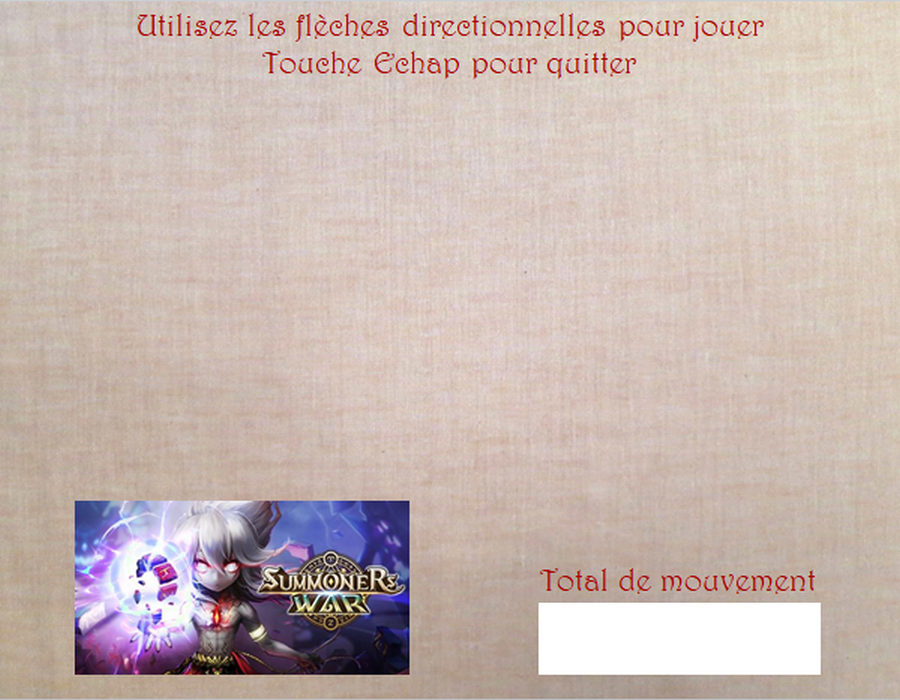 Utilisez les flèches directionnelles pour jouer
Touche Echap pour quitter
SUMMONERS
WAR
Total de mouvement